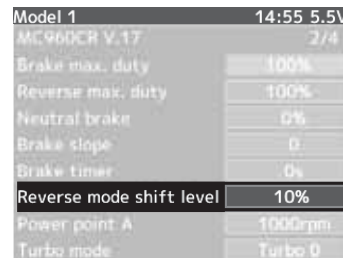 Model 1 14:55 5.5V
MC960CR V.17 2/4
Brake max. duty 100%
Reverse max. duty 100%
Neutral brake 0%
Brake slope 0
Brake timer 0s
Reverse mode shift level 10%
Power point A 1000rpm
Turbo mode Turbo 0